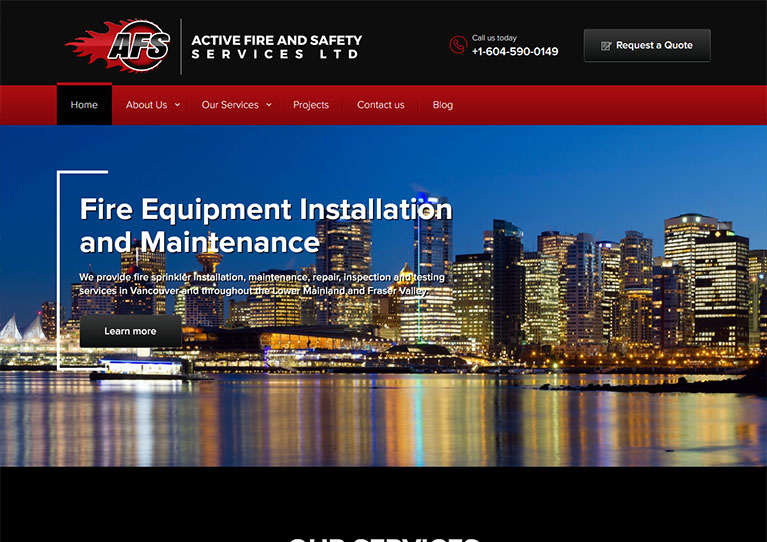 AFS
ACTIVE FIRE AND SAFETY
SERVICES LTD
Call us today
+1-604-590-0149
Request a Quote
Home
About Us
Our Services
Projects
Contact us
Blog
Fire Equipment Installation
and Maintenance
We provide fire sprinkler installation, maintenance, repair, inspection and testing
services in Vancouver and throughout the Lower Mainland and Fraser Valley.
Learn more
OUR SERVICES